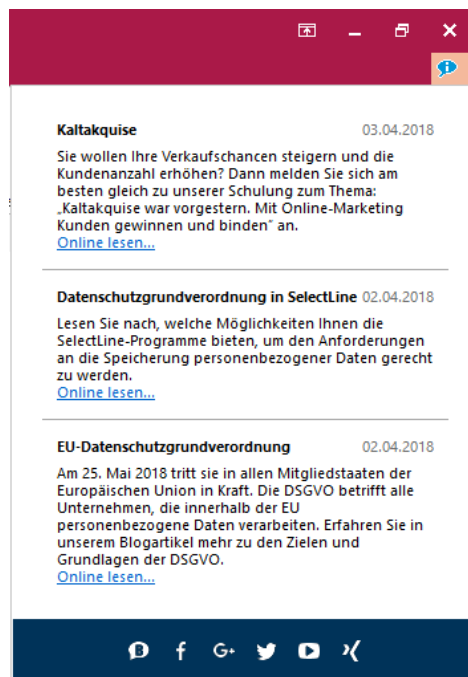 Kaltakquise 03.04.2018
Sie wollen Ihre Verkaufschancen steigern und die
Kundenanzahl erhöhen? Dann melden Sie sich am
besten gleich zu unserer Schulung zum Thema:
„Kaltakquise war vorgestern. Mit Online-Marketing
Kunden gewinnen und binden“ an.
Online lesen...
Datenschutzgrundverordnung in SelectLine 02.04.2018
Lesen Sie nach, welche Möglichkeiten Ihnen die
SelectLine-Programme bieten, um den Anforderungen
an die Speicherung personenbezogener Daten gerecht
zu werden.
Online lesen...
EU-Datenschutzgrundverordnung 02.04.2018
Am 25. Mai 2018 tritt sie in allen Mitgliedstaaten der
Europäischen Union in Kraft. Die DSGVO betrifft alle
Unternehmen, die innerhalb der EU
personenbezogene Daten verarbeiten. Erfahren Sie in
unserem Blogartikel mehr zu den Zielen und
Grundlagen der DSGVO.
Online lesen...